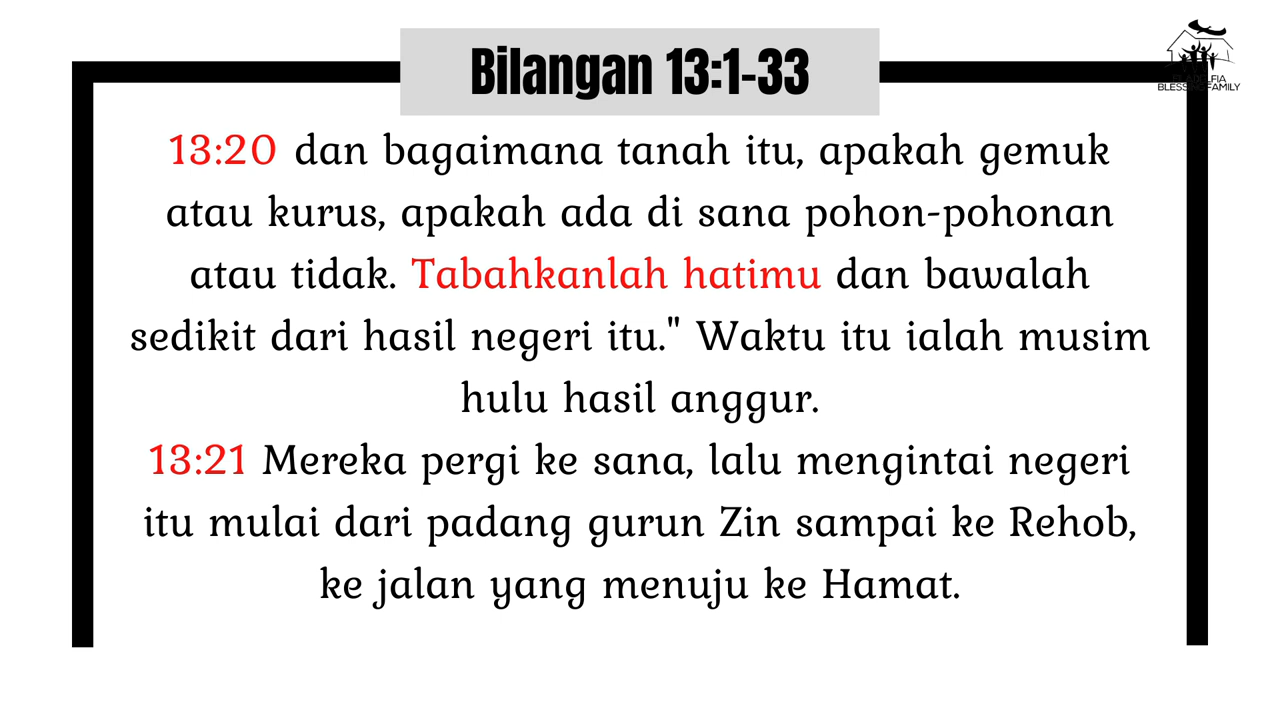 Bilangan 13:1-33
BLESSING FAMILY
13:20 dan bagaimana tanah itu, apakah gemuk
atau kurus, apakah ada di sana pohon-pohonan
atau tidak. Tabahkanlah hatimu dan bawalah
sedikit dari hasil negeri itu." Waktu itu ialah musim
hulu hasil anggur.
13:21 Mereka pergi ke sana, lalu mengintai negeri
itu mulai dari padang gurun Zin sampai ke Rehob,
ke jalan yang menuju ke Hamat.